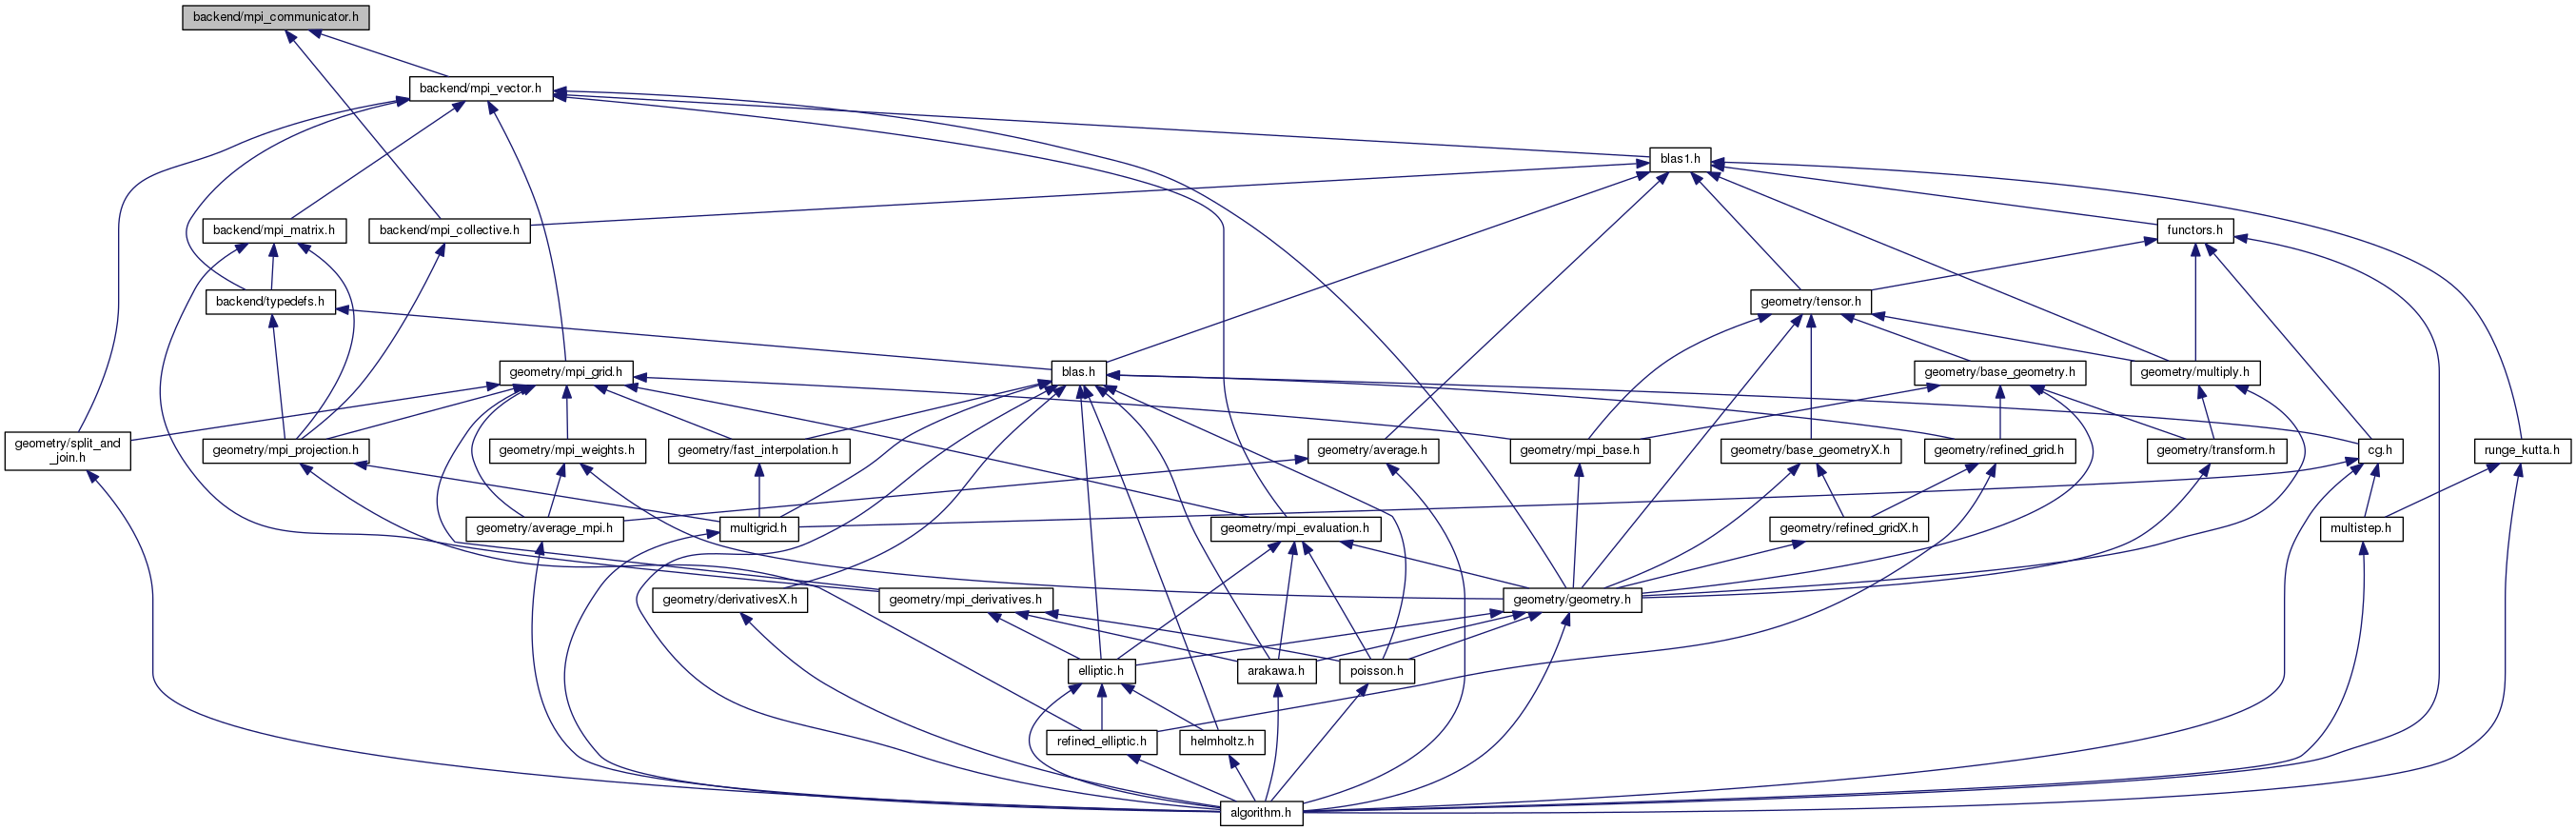 backend/mpi_communicator.h
backend/mpi_vector.h
blas1.h
backend/mpi_matrix.h
backend/mpi_collective.h
functors.h
backend/typedefs.h
geometry/tensor.h
geometry/mpi_grid.h
blas.h
geometry/base_geometry.h
geometry/multiply.h
geometry/split_and
_join.h
geometry/mpi_projection.h
geometry/mpi_weights.h
geometry/fast_interpolation.h
geometry/average.h
geometry/mpi_base.h
geometry/base_geometryX.h
geometry/refined_grid.h
geometry/transform.h
cg.h
runge_kutta.h
geometry/average_mpi.h
multigrid.h
geometry/mpi_evaluation.h
geometry/refined_gridX.h
multistep.h
geometry/derivativesX.h
geometry/mpi_derivatives.h
geometry/geometry.h
elliptic.h
arakawa.h
poisson.h
refined_elliptic.h
helmholtz.h
algorithm.h